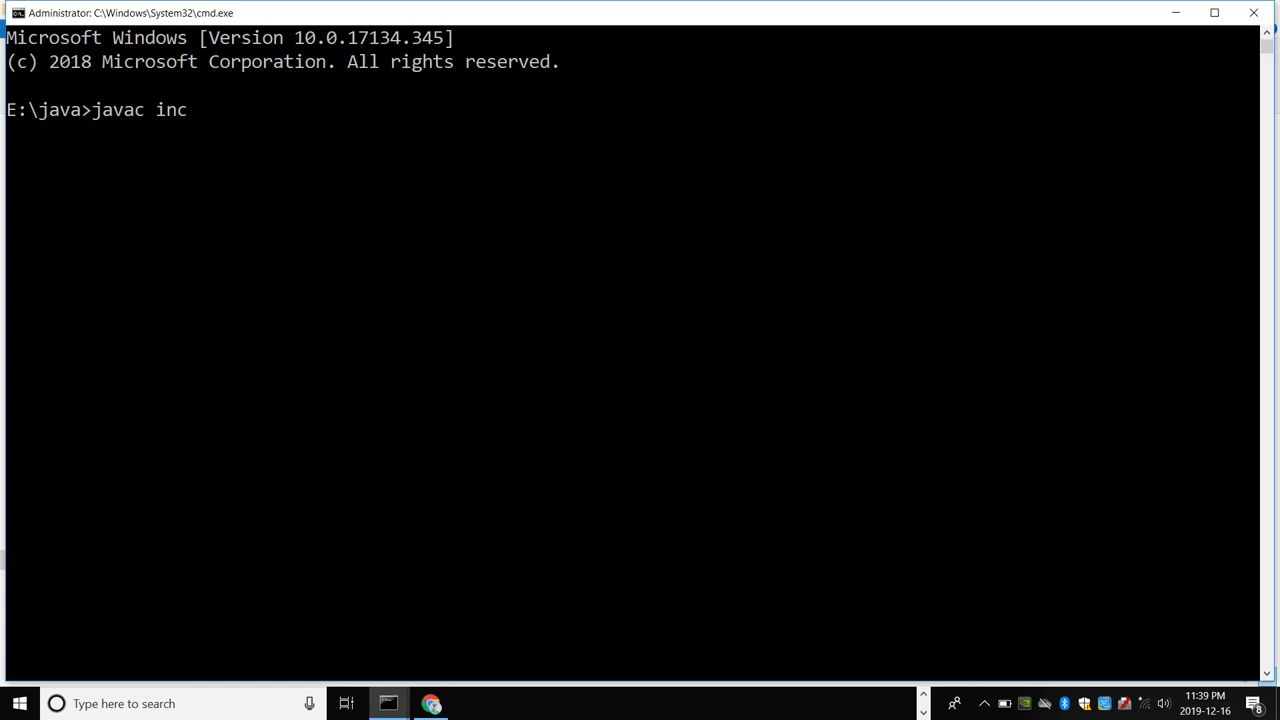 Administrator: C:\Windows\System32\cmd.exe
Microsoft Windows [Version 10.0.17134.345]
(c) 2018 Microsoft Corporation. All rights reserved.
E:\java>javac inc
Type here to search
11:39 PM
2019-12-16
8